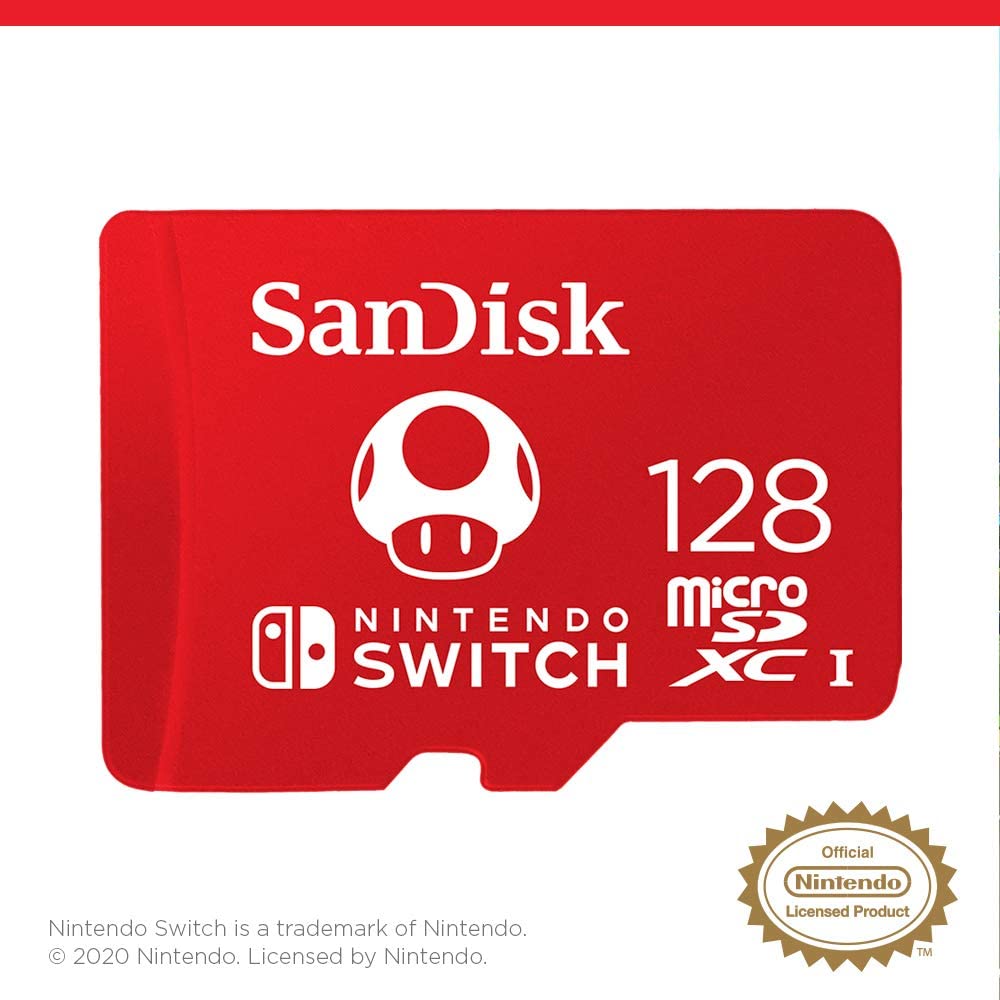 SanDisk
128
NINTENDO
SWITCH
micro
SD
XC I
Official
Nintendo
Licensed Product
TM
Nintendo Switch is a trademark of Nintendo.
© 2020 Nintendo. Licensed by Nintendo.